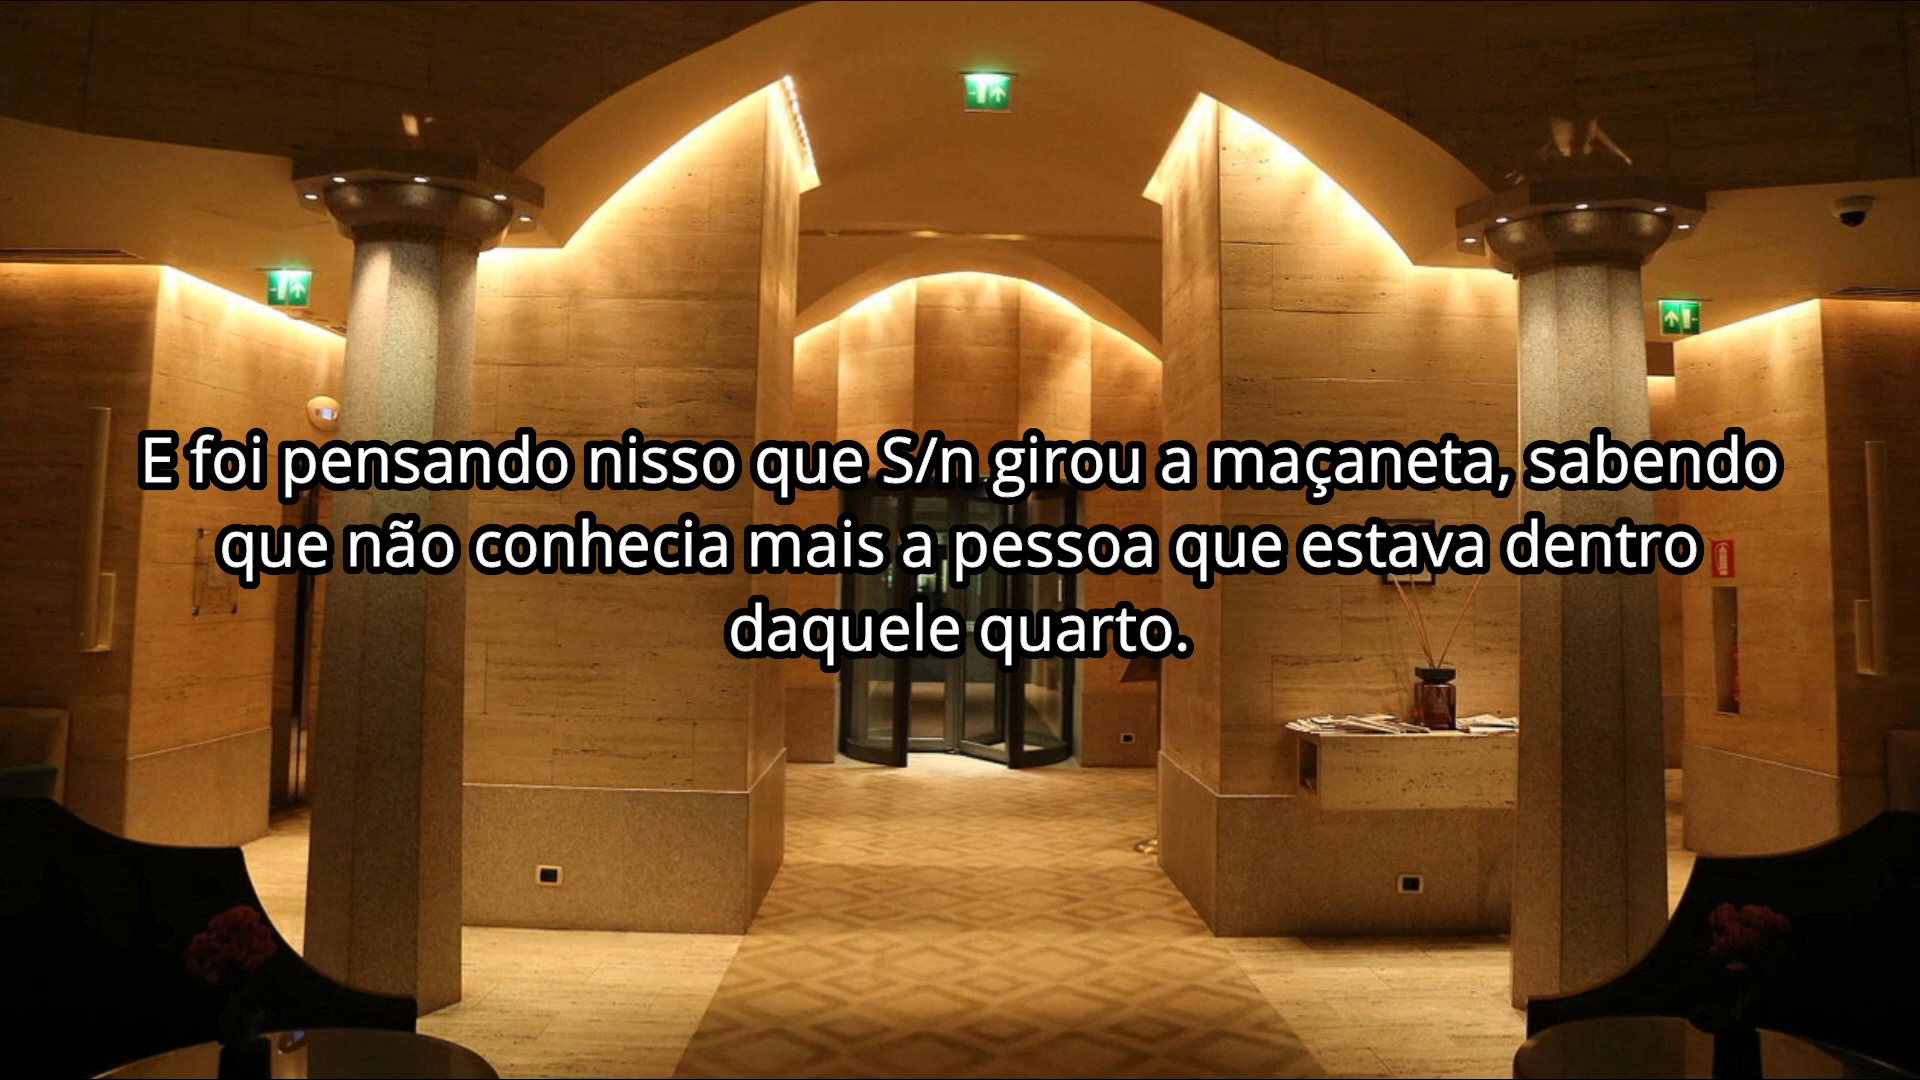 E foi pensando nisso que S/n girou a maçaneta, sabendo
que não conhecia mais a pessoa que estava dentro
daquele quarto.